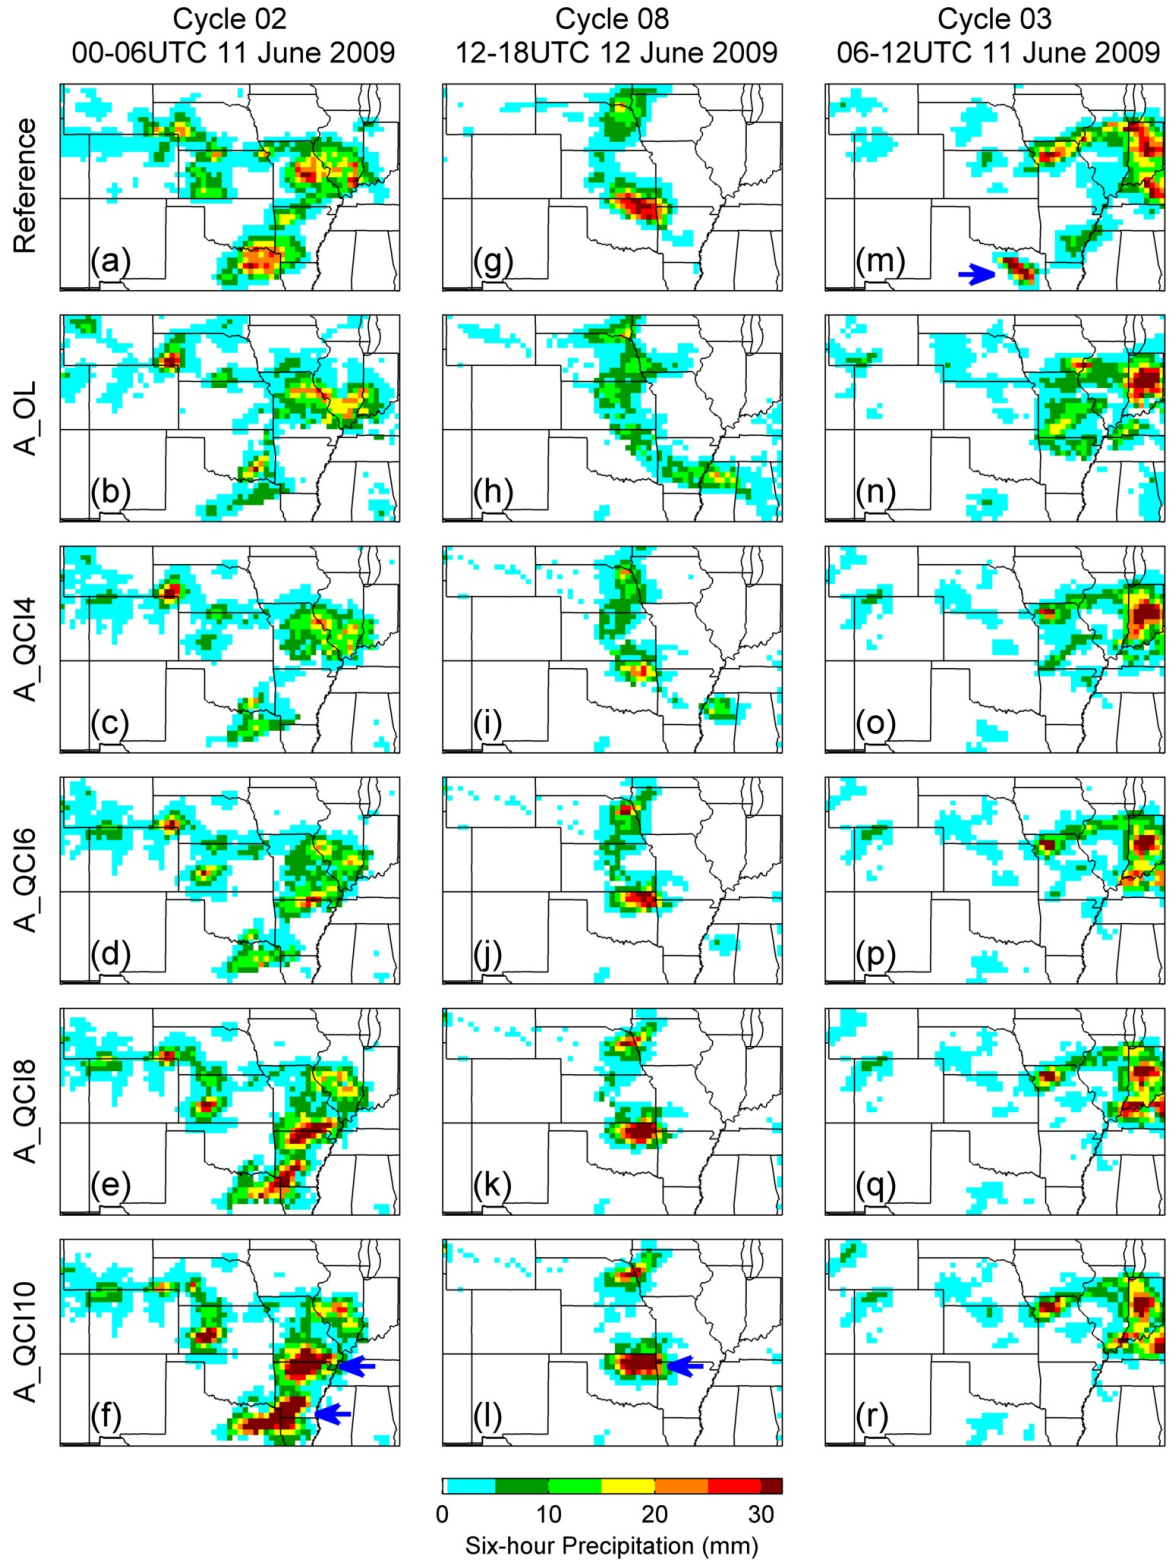 Cycle 02
00-06UTC 11 June 2009
Cycle 08
12-18UTC 12 June 2009
Cycle 03
06-12UTC 11 June 2009
Reference
(a)
(g)
(m)
A_OL
(b)
(h)
(n)
A_QCI4
(c)
(i)
(o)
A_QCI6
(d)
(j)
(p)
A_QCI8
(e)
(k)
(q)
A_QCI10
(f)
(l)
(r)
0 10 20 30
Six-hour Precipitation (mm)